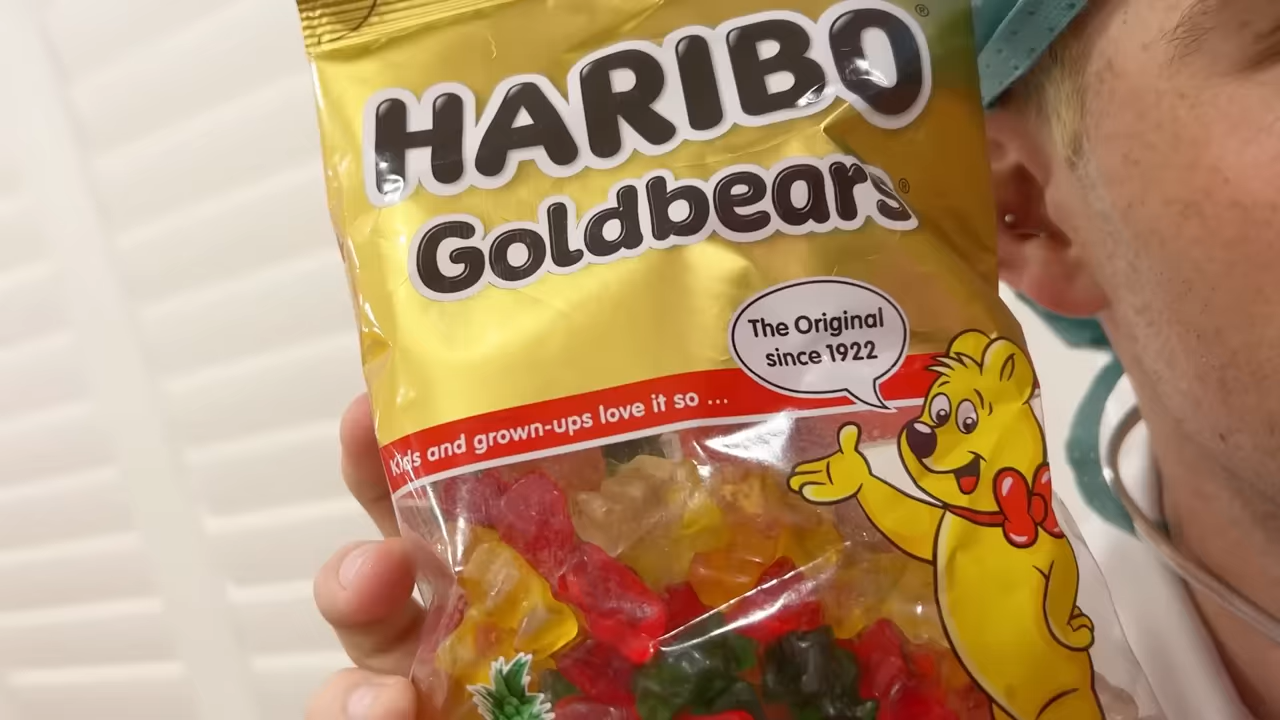 HARIBO®
Goldbears®
The Original
since 1922
Kids and grown-ups love it so ...